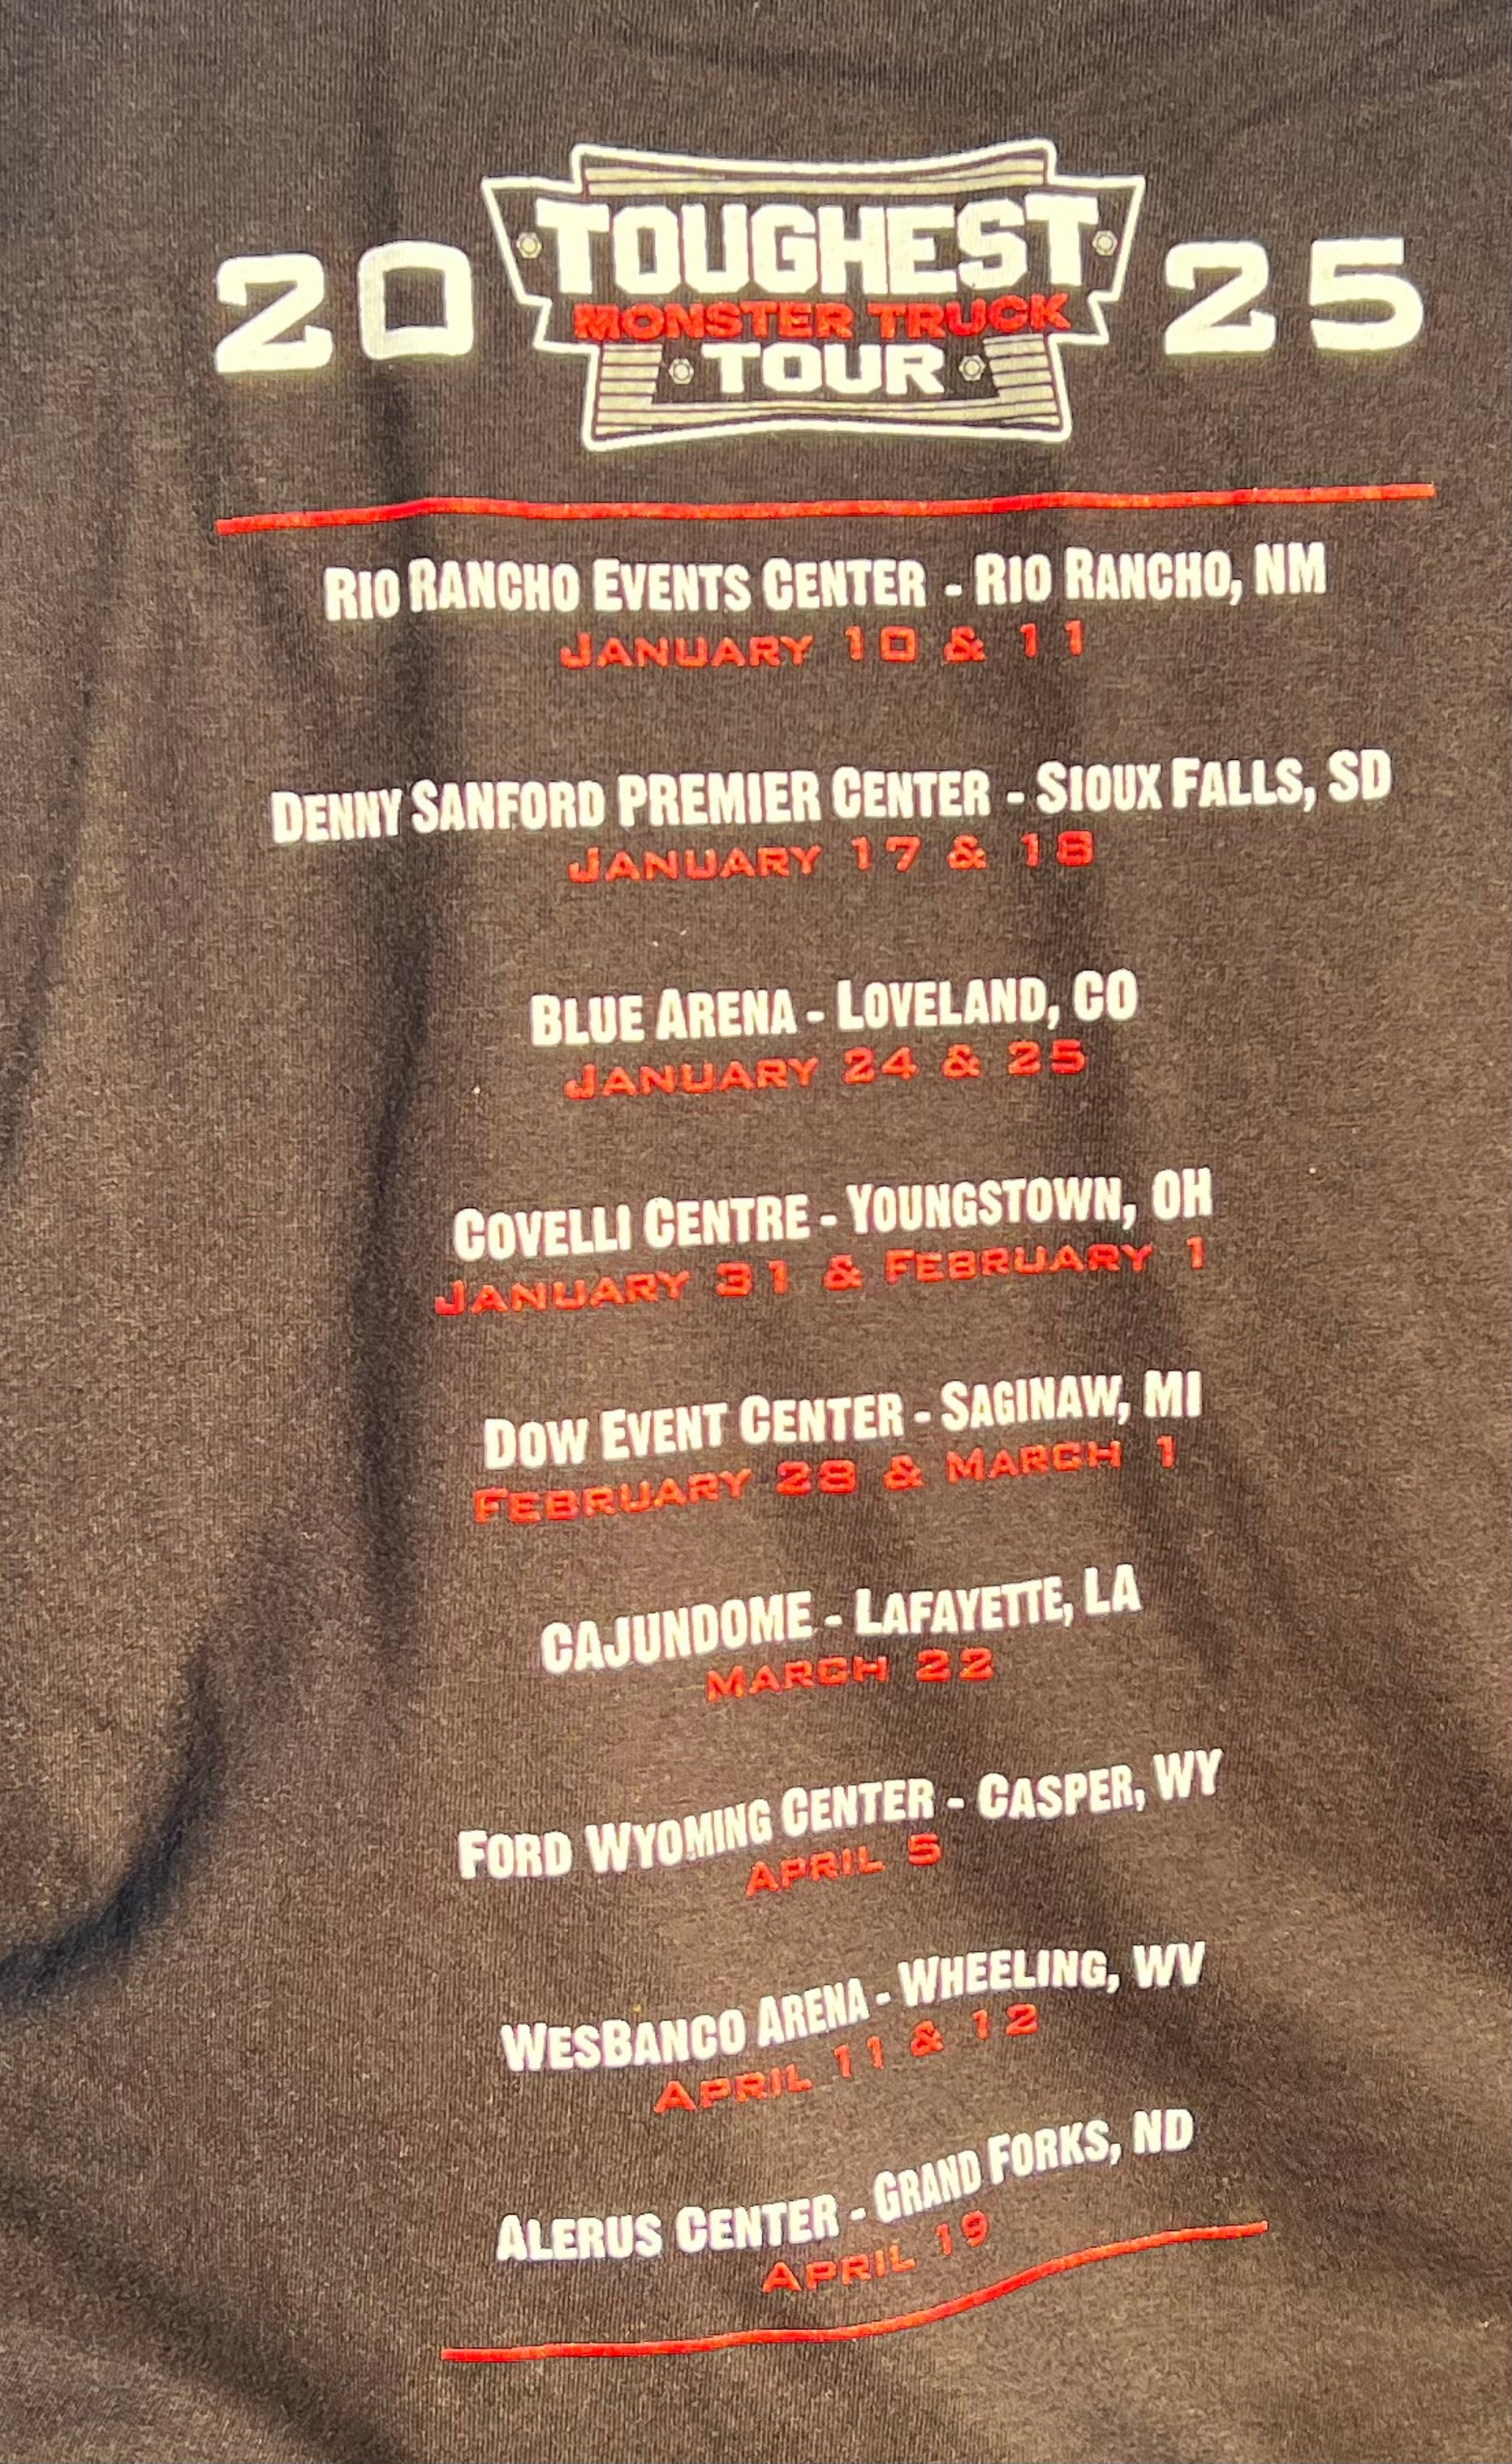 20 TOUGHEST 25
MONSTER TRUCK
TOUR
RIO RANCHO EVENTS CENTER - RIO RANCHO, NM
JANUARY 10 & 11
DENNY SANFORD PREMIER CENTER - SIOUX FALLS, SD
JANUARY 17 & 18
BLUE ARENA - LOVELAND, CO
JANUARY 24 & 25
COVELLI CENTRE - YOUNGSTOWN, OH
JANUARY 31 & FEBRUARY 1
DOW EVENT CENTER - SAGINAW, MI
FEBRUARY 28 & MARCH 1
CAJUNDOME - LAFAYETTE, LA
MARCH 22
FORD WYOMING CENTER - CASPER, WY
APRIL 5
WESBANCO ARENA - WHEELING, WV
APRIL 11 & 12
ALERUS CENTER - GRAND FORKS, ND
APRIL 19